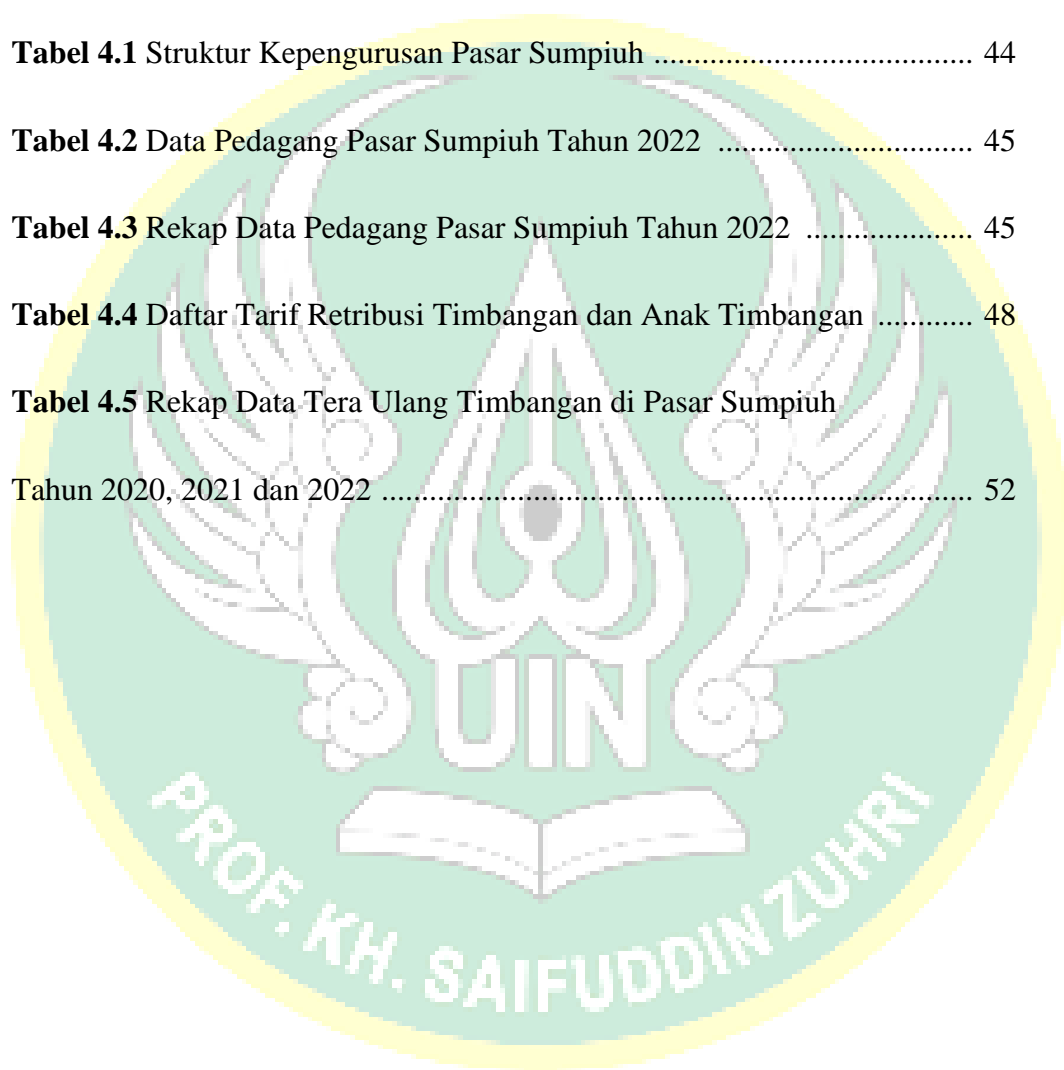 Tabel 4.1 Struktur Kepengurusan Pasar Sumpiuh ........................................ 44
Tabel 4.2 Data Pedagang Pasar Sumpiuh Tahun 2022 ................................ 45
Tabel 4.3 Rekap Data Pedagang Pasar Sumpiuh Tahun 2022 ..................... 45
Tabel 4.4 Daftar Tarif Retribusi Timbangan dan Anak Timbangan ............ 48
Tabel 4.5 Rekap Data Tera Ulang Timbangan di Pasar Sumpiuh
Tahun 2020, 2021 dan 2022 .......................................................................... 52
UIN
PROF. KH. SAIFUDDIN ZUHRI